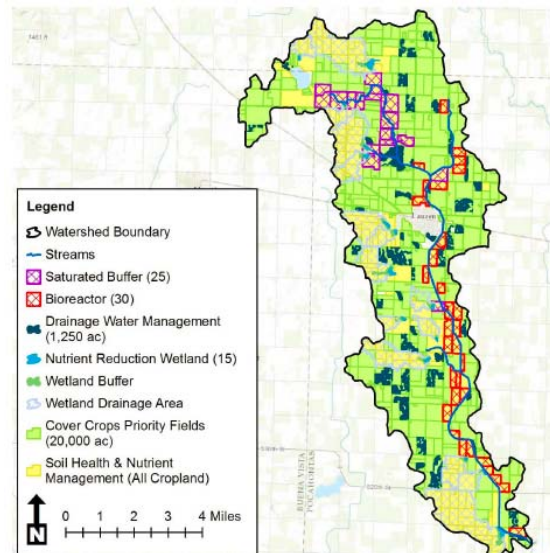 Laurens
Legend
Watershed Boundary
Streams
Saturated Buffer (25)
Bioreactor (30)
Drainage Water Management
(1,250 ac)
Nutrient Reduction Wetland (15)
Wetland Buffer
Wetland Drainage Area
Cover Crops Priority Fields
(20,000 ac)
Soil Health & Nutrient
Management (All Cropland)
N
0 1 2 3 4 Miles
BUENA VISTA
POCAHONTAS